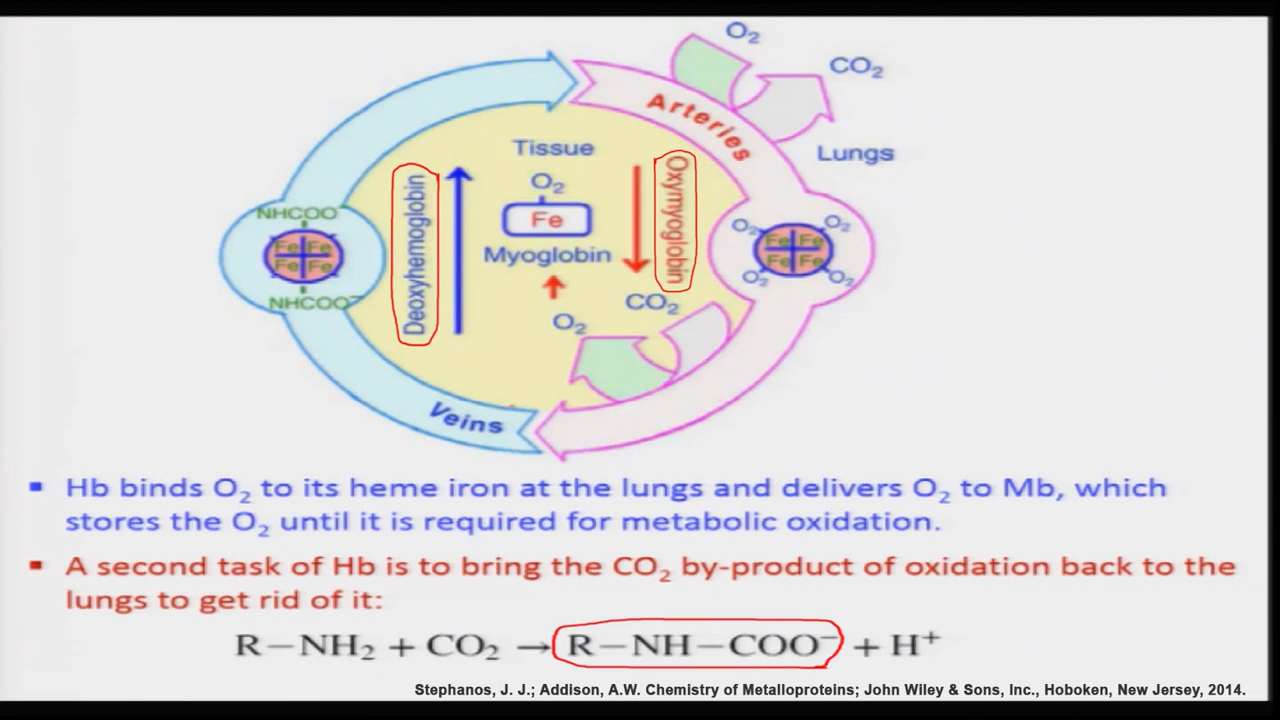 O₂
CO₂
Arteries
Lungs
Tissue
O₂
Fe
Myoglobin
Deoxyhemoglobin
Oxymyoglobin
NHCOO⁻
Fe Fe
Fe Fe
NHCOO⁻
O₂ O₂
Fe Fe
Fe Fe
O₂ O₂
CO₂
O₂
Veins
▪ Hb binds O₂ to its heme iron at the lungs and delivers O₂ to Mb, which
stores the O₂ until it is required for metabolic oxidation.
▪ A second task of Hb is to bring the CO₂ by-product of oxidation back to the
lungs to get rid of it:
R−NH₂ + CO₂ → R−NH−COO⁻ + H⁺
Stephanos, J. J.; Addison, A.W. Chemistry of Metalloproteins; John Wiley & Sons, Inc., Hoboken, New Jersey, 2014.